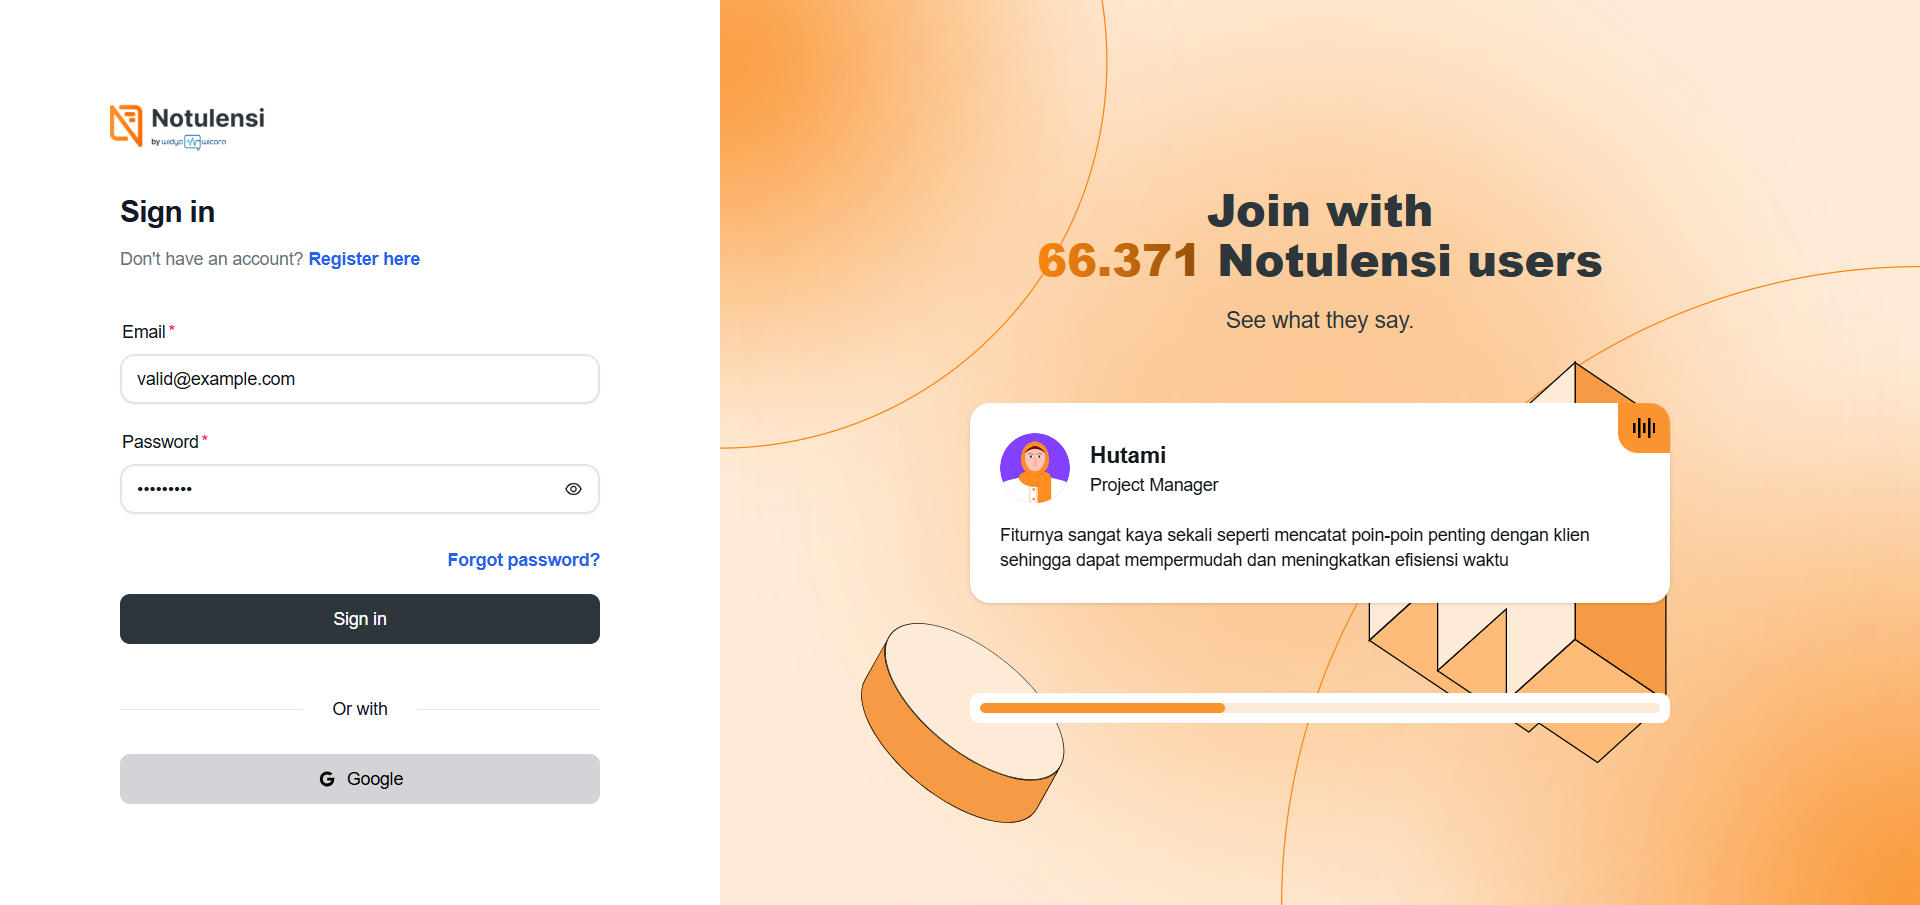 Notulensi
by widya wicara
Sign in
Don't have an account? Register here
Email *
valid@example.com
Password *
•••••••••
Forgot password?
Sign in
Or with
Google
Join with
66.371 Notulensi users
See what they say.
Hutami
Project Manager
Fiturnya sangat kaya sekali seperti mencatat poin-poin penting dengan klien
sehingga dapat mempermudah dan meningkatkan efisiensi waktu